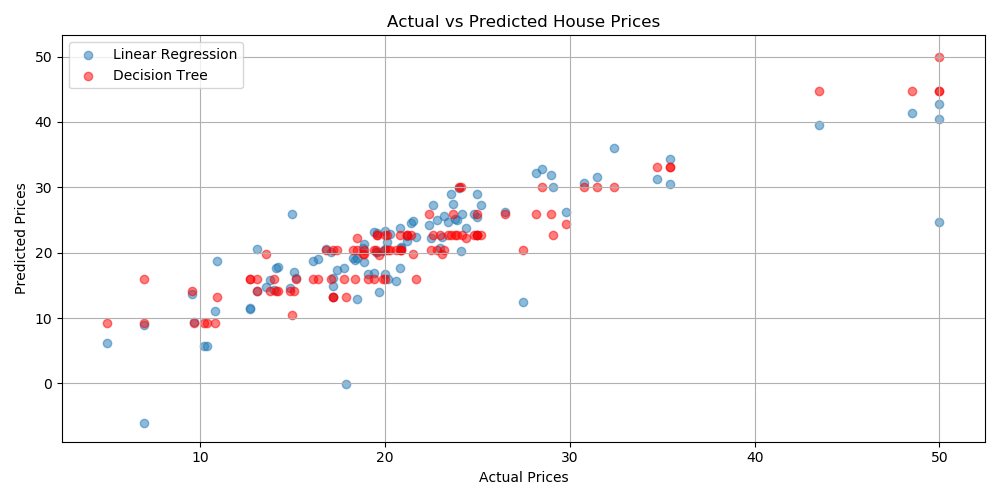 Actual vs Predicted House Prices
Linear Regression
Decision Tree
Predicted Prices
50
40
30
20
10
0
10 20 30 40 50
Actual Prices